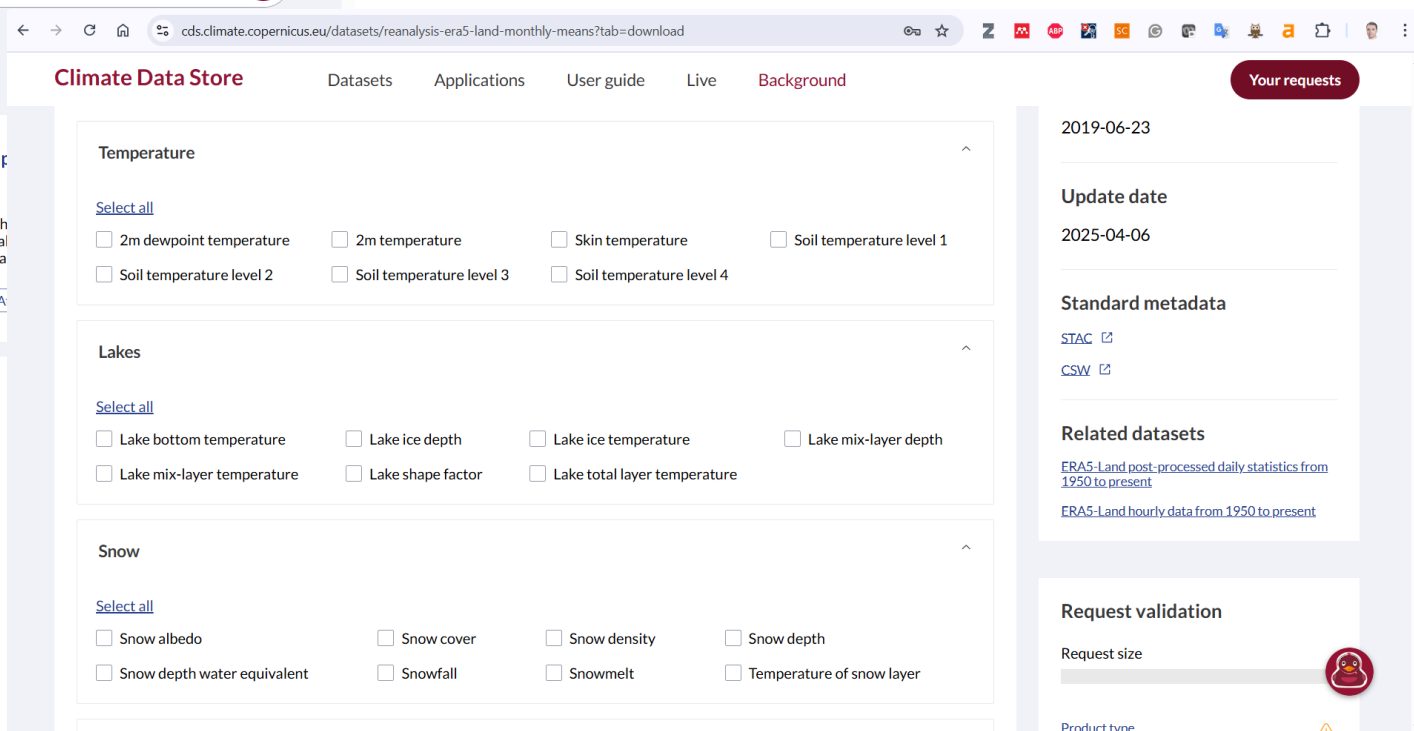 cds.climate.copernicus.eu/datasets/reanalysis-era5-land-monthly-means?tab=download
Z
ABP
SC
G
a
Climate Data Store
Datasets
Applications
User guide
Live
Background
Your requests
Temperature
Select all
2m dewpoint temperature
2m temperature
Skin temperature
Soil temperature level 1
Soil temperature level 2
Soil temperature level 3
Soil temperature level 4
Lakes
Select all
Lake bottom temperature
Lake ice depth
Lake ice temperature
Lake mix-layer depth
Lake mix-layer temperature
Lake shape factor
Lake total layer temperature
Snow
Select all
Snow albedo
Snow cover
Snow density
Snow depth
Snow depth water equivalent
Snowfall
Snowmelt
Temperature of snow layer
2019-06-23
Update date
2025-04-06
Standard metadata
STAC
CSW
Related datasets
ERA5-Land post-processed daily statistics from
1950 to present
ERA5-Land hourly data from 1950 to present
Request validation
Request size
Product type